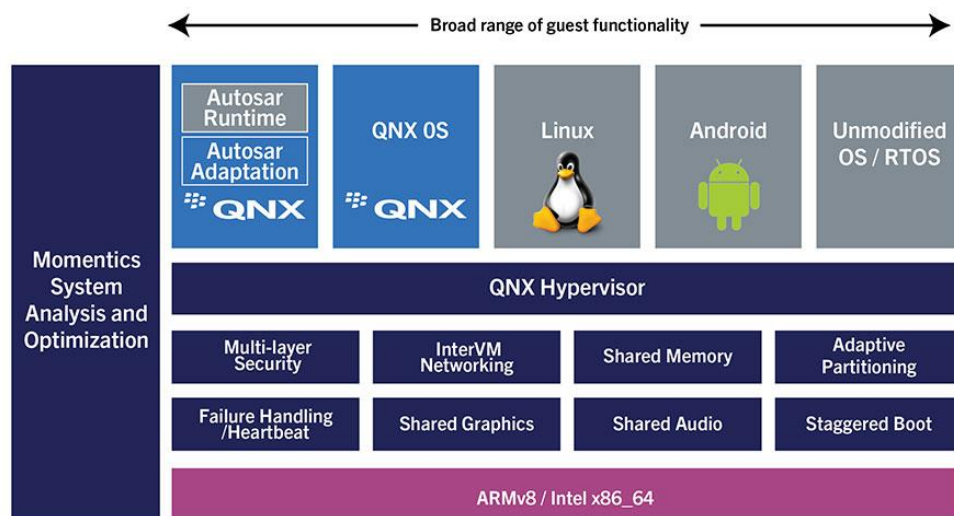 Broad range of guest functionality
Momentics
System
Analysis and
Optimization
Autosar
Runtime
Autosar
Adaptation
QNX
QNX 0S
QNX
Linux
Android
Unmodified
OS / RTOS
QNX Hypervisor
Multi-layer
Security
InterVM
Networking
Shared Memory
Adaptive
Partitioning
Failure Handling
/Heartbeat
Shared Graphics
Shared Audio
Staggered Boot
ARMv8 / Intel x86_64